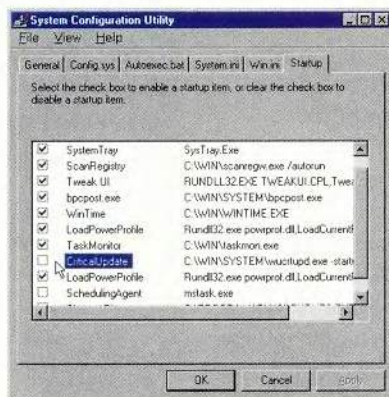 System Configuration Utility
File View Help
General Config.sys Autoexec.bat System.ini Win.ini Startup
Select the check box to enable a startup item, or clear the check box to
disable a startup item.
SystemTray SysTray.Exe
ScanRegistry C:\WIN\scanregw.exe /autorun
Tweak UI RUNDLL32.EXE TWEAKUI.CPL,Tweak
bpcpost.exe C:\WIN\SYSTEM\bpcpost.exe
WinTime C:\WIN\WINTIME.EXE
LoadPowerProfile Rundll32.exe powrprof.dll,LoadCurrentP
TaskMonitor C:\WIN\taskmon.exe
CriticalUpdate C:\WIN\SYSTEM\wucrtupd.exe -start
LoadPowerProfile Rundll32.exe powrprof.dll,LoadCurrentP
SchedulingAgent mstask.exe
OK Cancel Apply